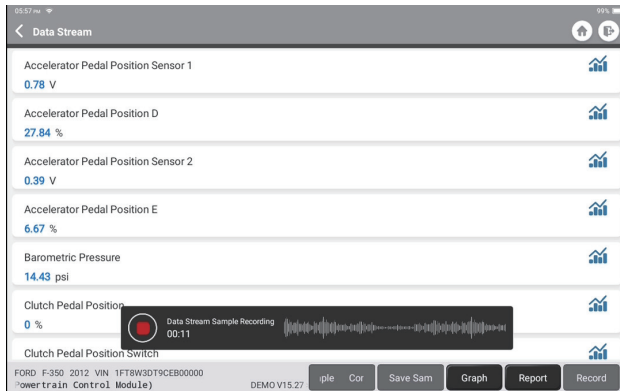 05:57 PM 99%
Data Stream
Accelerator Pedal Position Sensor 1
0.78 V
Accelerator Pedal Position D
27.84 %
Accelerator Pedal Position Sensor 2
0.39 V
Accelerator Pedal Position E
6.67 %
Barometric Pressure
14.43 psi
Clutch Pedal Position
0 %
Data Stream Sample Recording
00:11
Clutch Pedal Position Switch
FORD F-350 2012 VIN 1FT8W3DT9CEB00000
Powertrain Control Module) DEMO V15.27
ple Cor Save Sam Graph Report Record